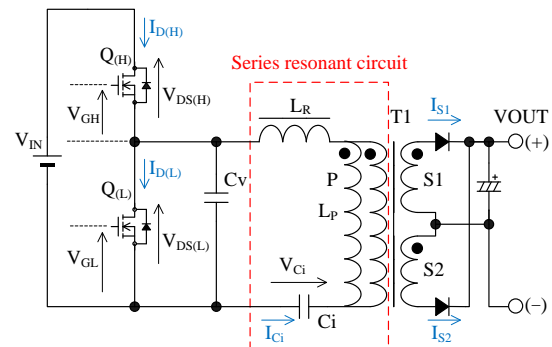 I_D(H)
Q_(H)
Series resonant circuit
V_GH
V_DS(H)
L_R
T1
I_S1
VOUT
V_IN
(+)
I_D(L)
P
S1
Q_(L)
Cv
L_P
+
V_GL
V_DS(L)
V_Ci
S2
I_Ci
Ci
(−)
I_S2